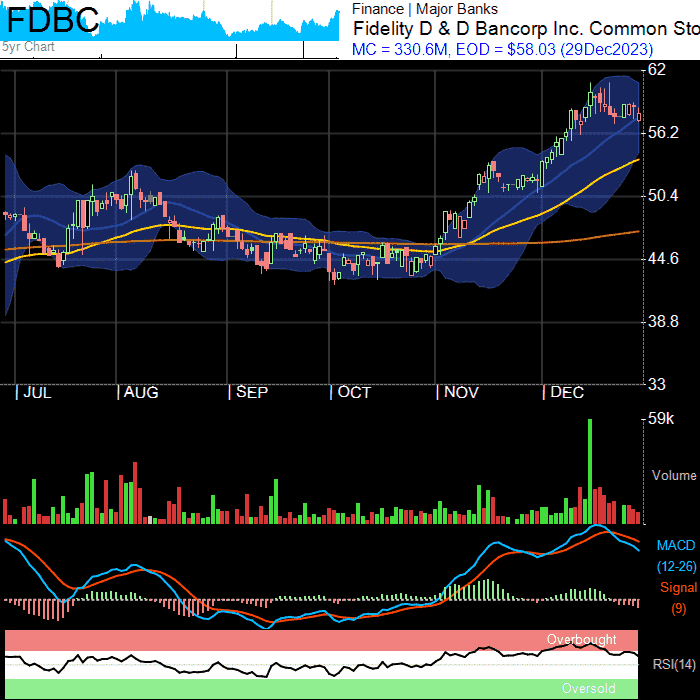 FDBC
5yr Chart
Finance | Major Banks
Fidelity D & D Bancorp Inc. Common Sto
MC = 330.6M, EOD = $58.03 (29Dec2023)
62
56.2
50.4
44.6
38.8
33
| JUL | AUG | SEP | OCT | NOV | DEC
59k
Volume
MACD
(12-26)
Signal
(9)
Overbought
RSI(14)
Oversold